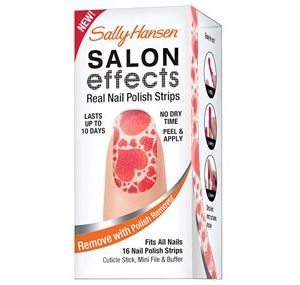 NEW!
Sally Hansen
SALON
effects
Real Nail Polish Strips
LASTS
UP TO
10 DAYS
NO DRY
TIME
PEEL &
APPLY
Remove with Polish Remover
Fits All Nails
16 Nail Polish Strips
Cuticle Stick, Mini File & Buffer